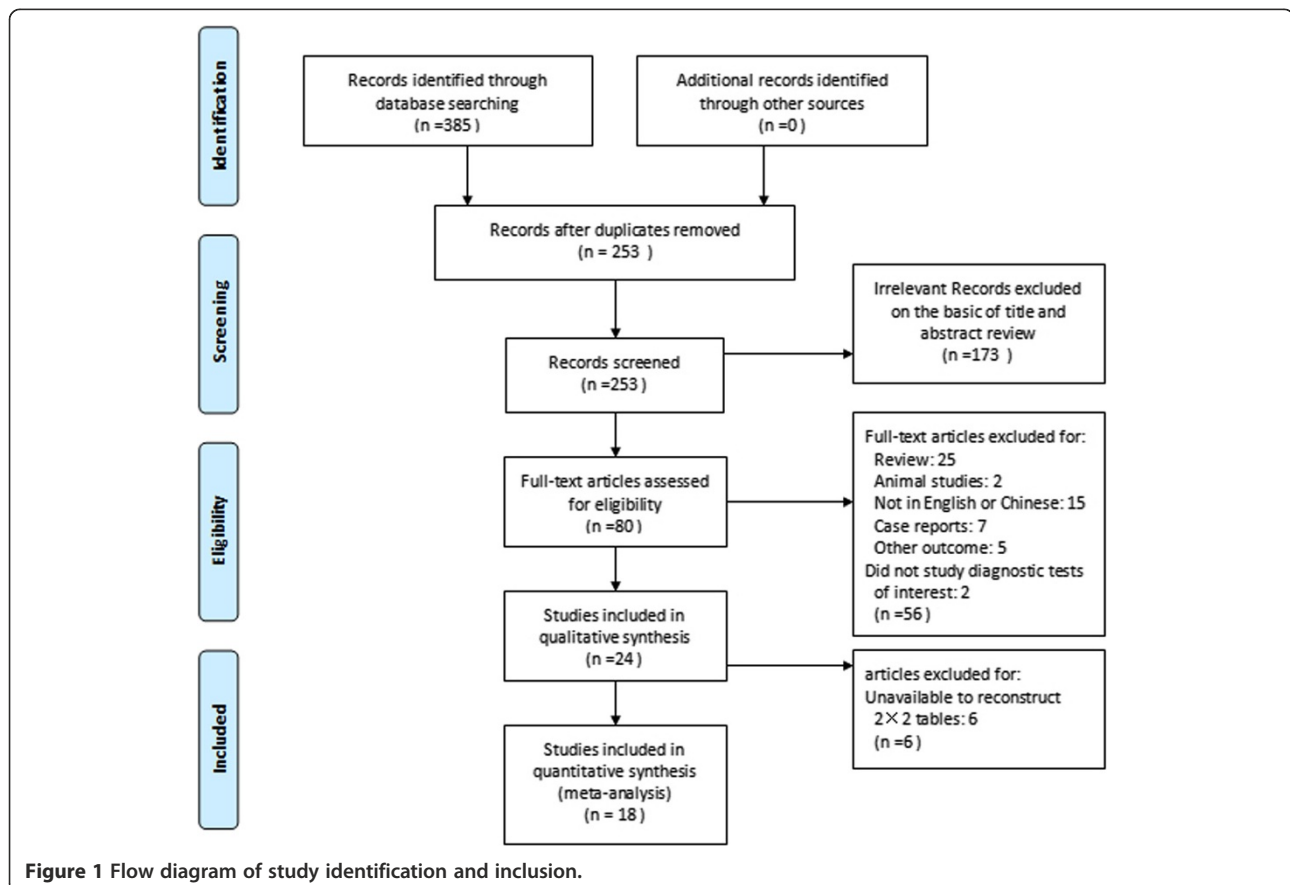 Identification
Records identified through
database searching
(n =385)
Additional records identified
through other sources
(n =0)
Records after duplicates removed
(n = 253 )
Screening
Irrelevant Records excluded
on the basic of title and
abstract review
(n =173 )
Records screened
(n =253)
Eligibility
Full-text articles assessed
for eligibility
(n =80)
Full-text articles excluded for:
Review: 25
Animal studies: 2
Not in English or Chinese: 15
Case reports: 7
Other outcome: 5
Did not study diagnostic tests
of interest: 2
(n =56)
Studies included in
qualitative synthesis
(n =24)
Included
articles excluded for:
Unavailable to reconstruct
2×2 tables: 6
(n =6)
Studies included in
quantitative synthesis
(meta-analysis)
(n = 18)
Figure 1 Flow diagram of study identification and inclusion.